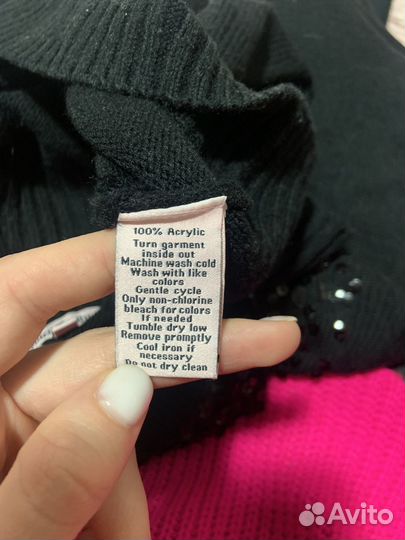 100% Acrylic
Turn garment
inside out
Machine wash cold
Wash with like
colors
Gentle cycle
Only non-chlorine
bleach for colors
if needed
Tumble dry low
Remove promptly
Cool iron if
necessary
Do not dry clean
Avito